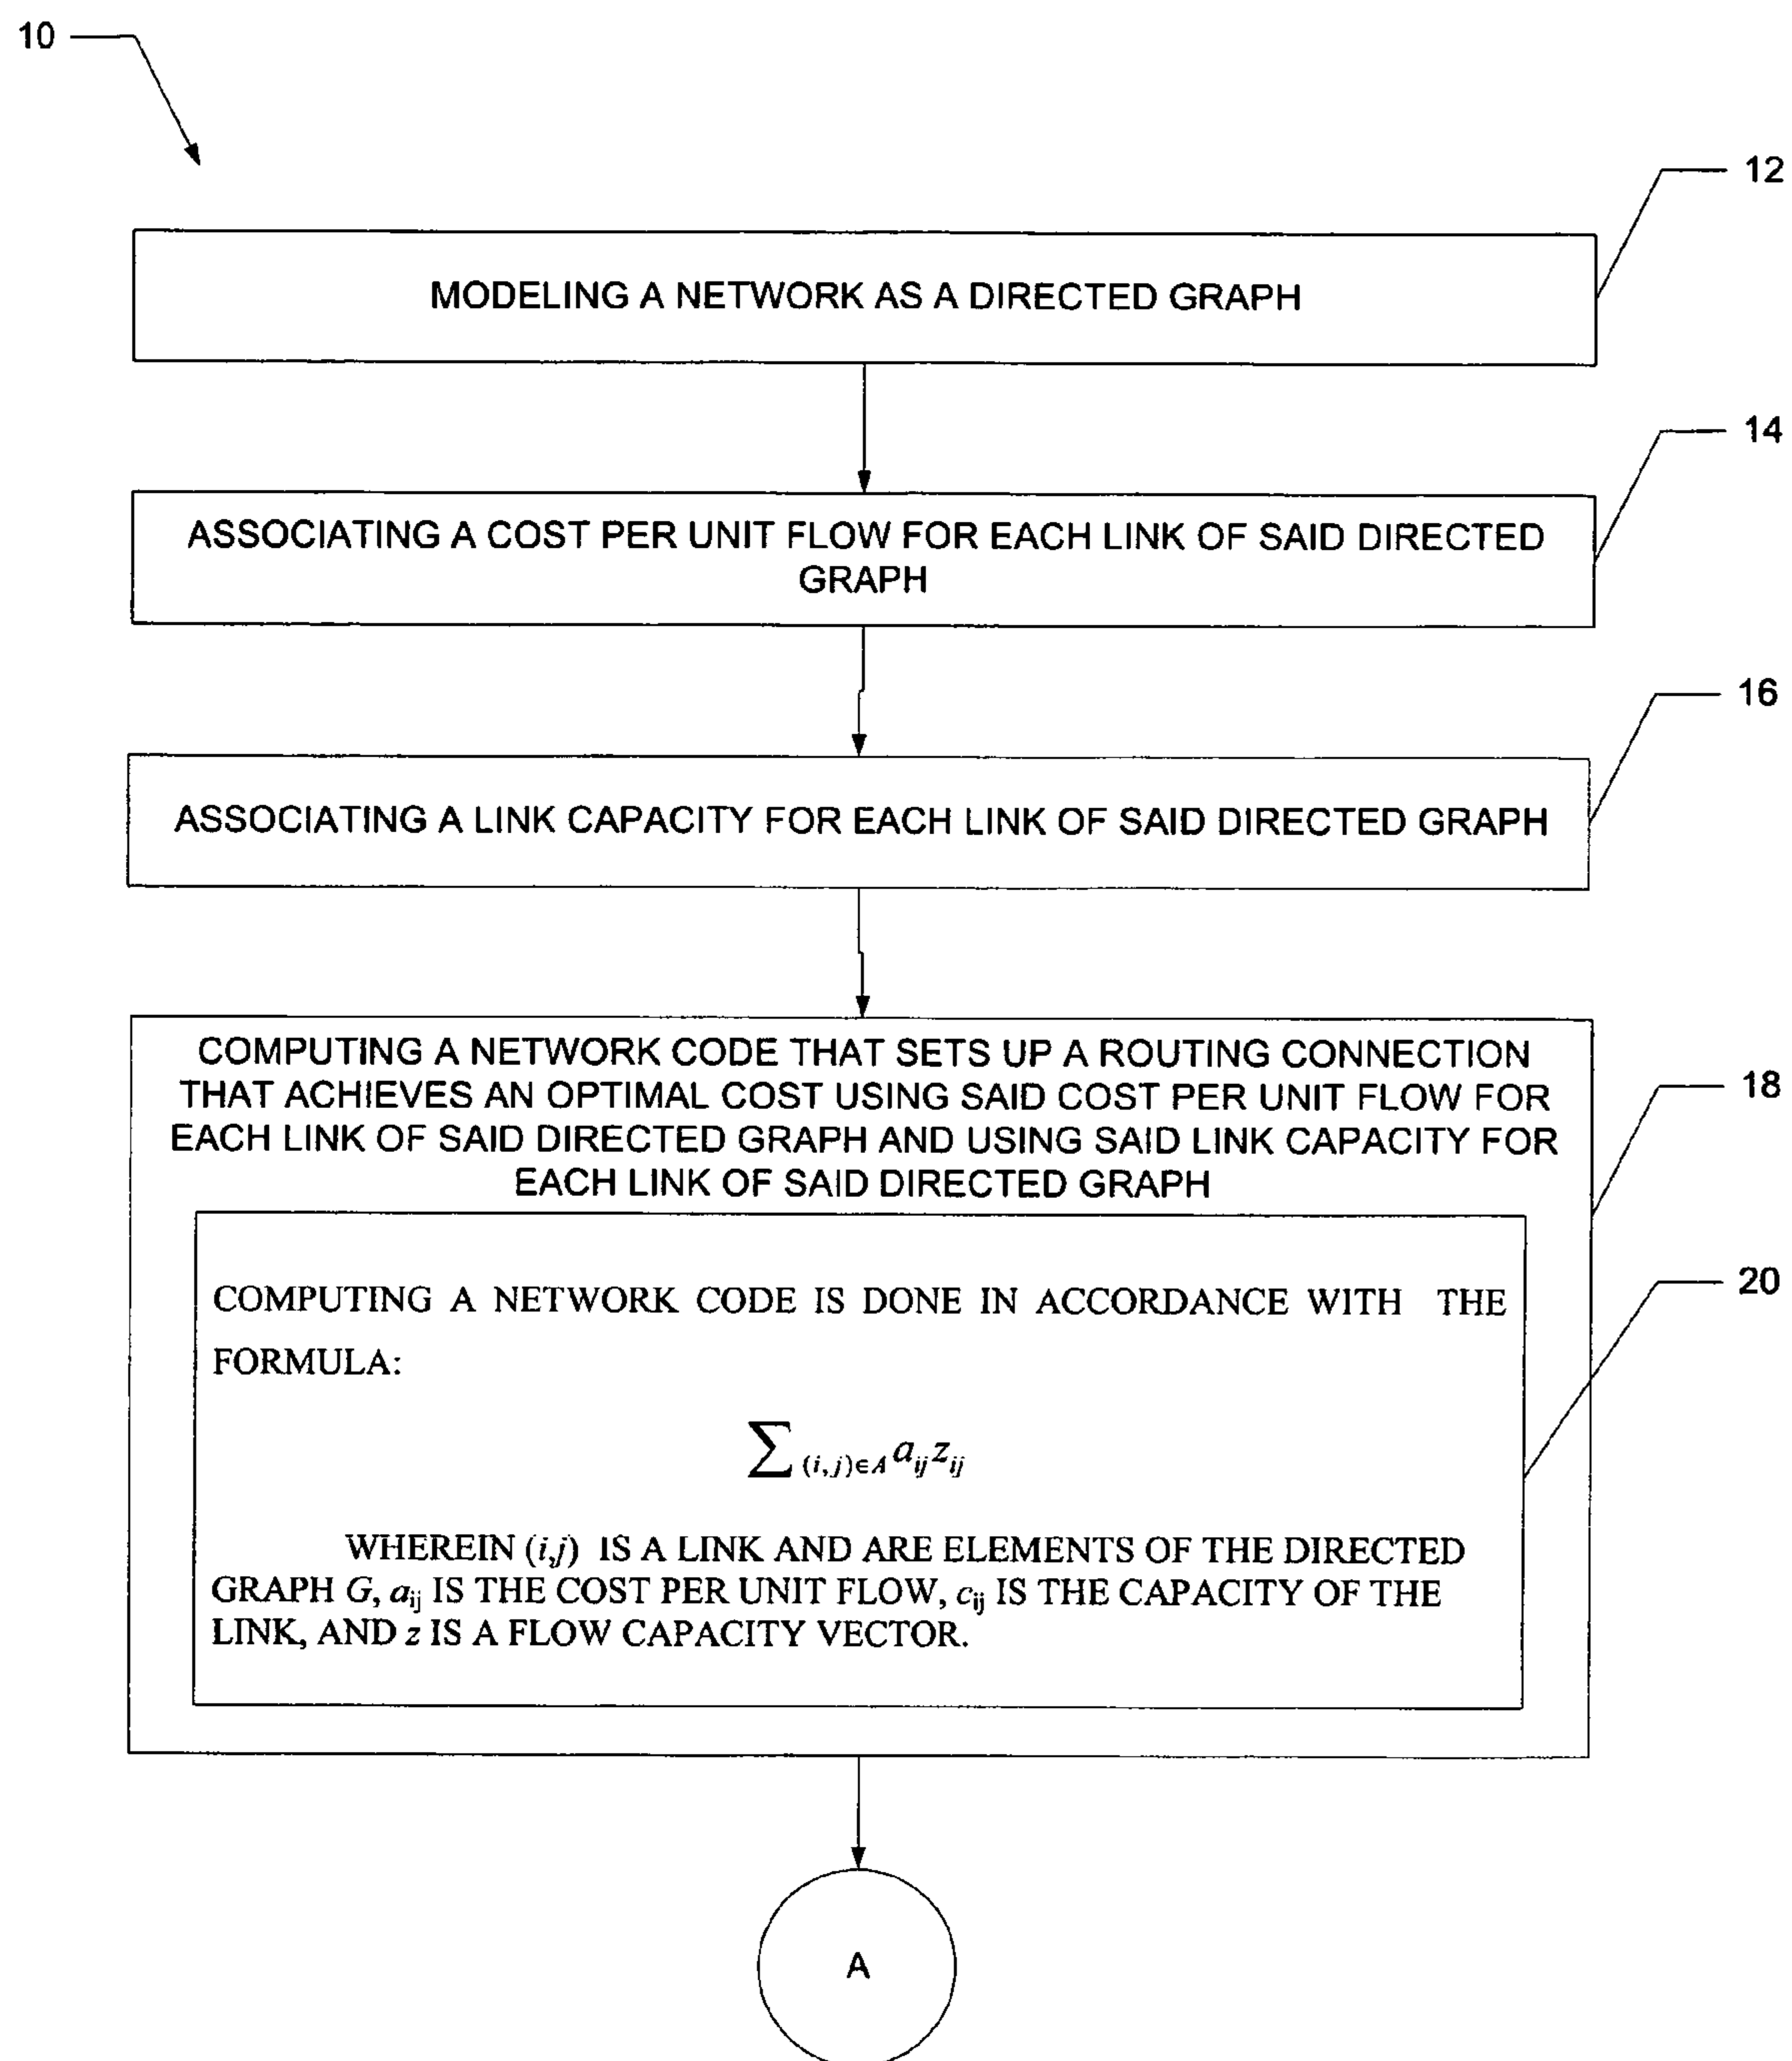 10
12
MODELING A NETWORK AS A DIRECTED GRAPH
14
ASSOCIATING A COST PER UNIT FLOW FOR EACH LINK OF SAID DIRECTED
GRAPH
16
ASSOCIATING A LINK CAPACITY FOR EACH LINK OF SAID DIRECTED GRAPH
COMPUTING A NETWORK CODE THAT SETS UP A ROUTING CONNECTION
THAT ACHIEVES AN OPTIMAL COST USING SAID COST PER UNIT FLOW FOR
EACH LINK OF SAID DIRECTED GRAPH AND USING SAID LINK CAPACITY FOR
EACH LINK OF SAID DIRECTED GRAPH
18
20
COMPUTING A NETWORK CODE IS DONE IN ACCORDANCE WITH THE
FORMULA:
∑ (i,j)∈A aij zij
WHEREIN (i,j) IS A LINK AND ARE ELEMENTS OF THE DIRECTED
GRAPH G, aij IS THE COST PER UNIT FLOW, cij IS THE CAPACITY OF THE
LINK, AND z IS A FLOW CAPACITY VECTOR.
A